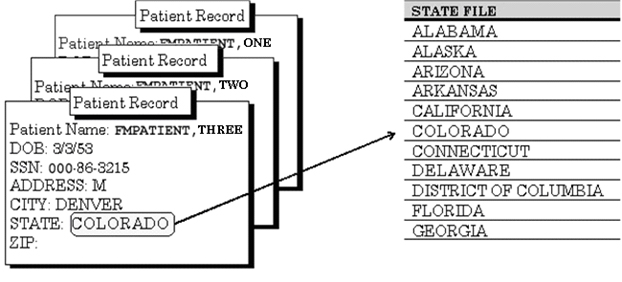 Patient Record
Patient Name: FMPATIENT, ONE
Patient Record
Patient Name: FMPATIENT, TWO
Patient Record
Patient Name: FMPATIENT, THREE
DOB: 3/3/53
SSN: 000-86-3215
ADDRESS: M
CITY: DENVER
STATE: COLORADO
ZIP:
STATE FILE
ALABAMA
ALASKA
ARIZONA
ARKANSAS
CALIFORNIA
COLORADO
CONNECTICUT
DELAWARE
DISTRICT OF COLUMBIA
FLORIDA
GEORGIA